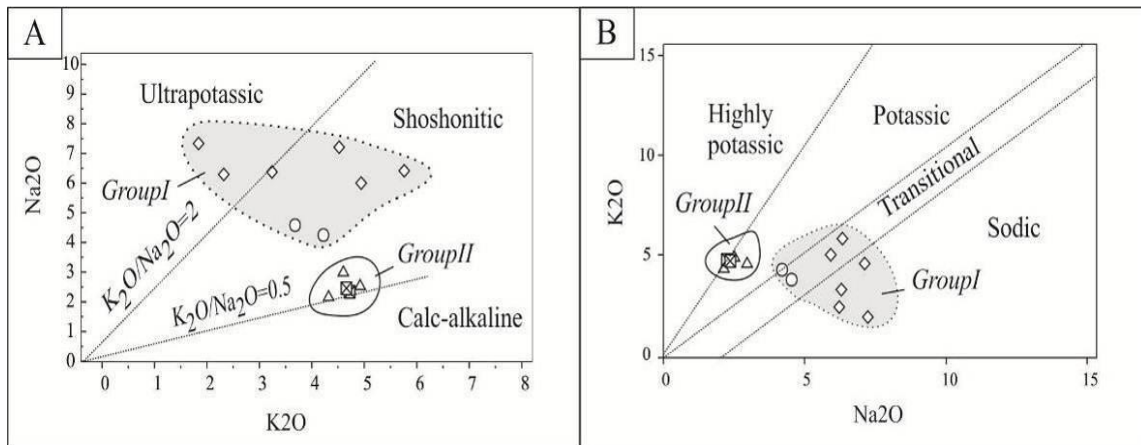 A
10
9
8
7
6
5
4
3
2
1
0
Na2O
Ultrapotassic
Shoshonitic
GroupI
K2O/Na2O=2
GroupII
K2O/Na2O=0.5
Calc-alkaline
0 1 2 3 4 5 6 7 8
K2O
B
15
10
5
0
K2O
Highly
potassic
Potassic
Transitional
GroupII
Sodic
GroupI
0 5 10 15
Na2O